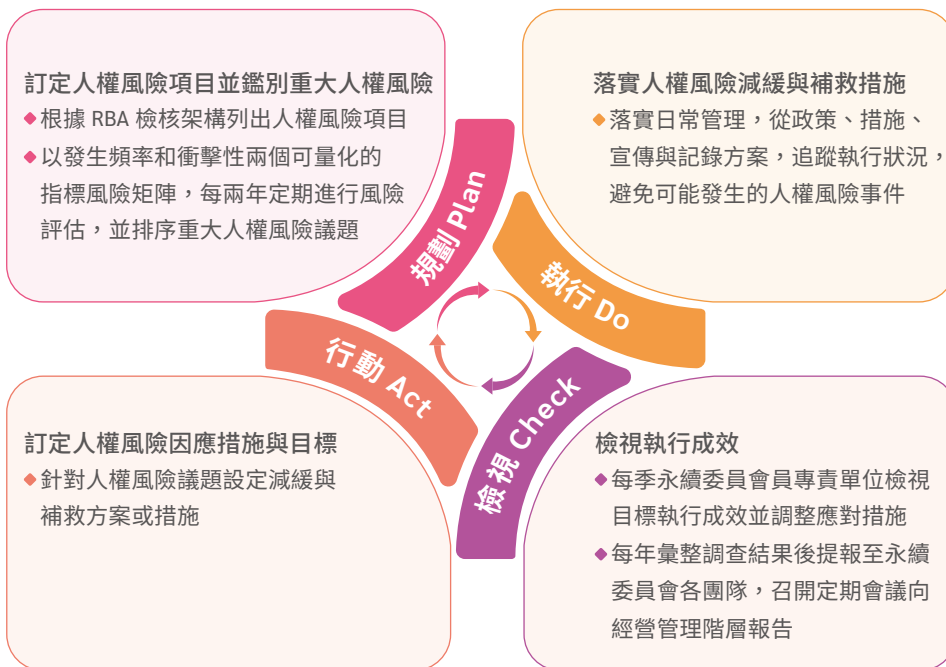 訂定人權風險項目並鑑別重大人權風險
◆根據 RBA 檢核架構列出人權風險項目
◆以發生頻率和衝擊性兩個可量化的
指標風險矩陣，每兩年定期進行風險
評估，並排序重大人權風險議題
規劃 Plan
落實人權風險減緩與補救措施
◆落實日常管理，從政策、措施、
宣傳與記錄方案，追蹤執行狀況，
避免可能發生的人權風險事件
執行 Do
行動 Act
訂定人權風險因應措施與目標
◆針對人權風險議題設定減緩與
補救方案或措施
檢視 Check
檢視執行成效
◆每季永續委員會員專責單位檢視
目標執行成效並調整應對措施
◆每年彙整調查結果後提報至永續
委員會各團隊，召開定期會議向
經營管理階層報告